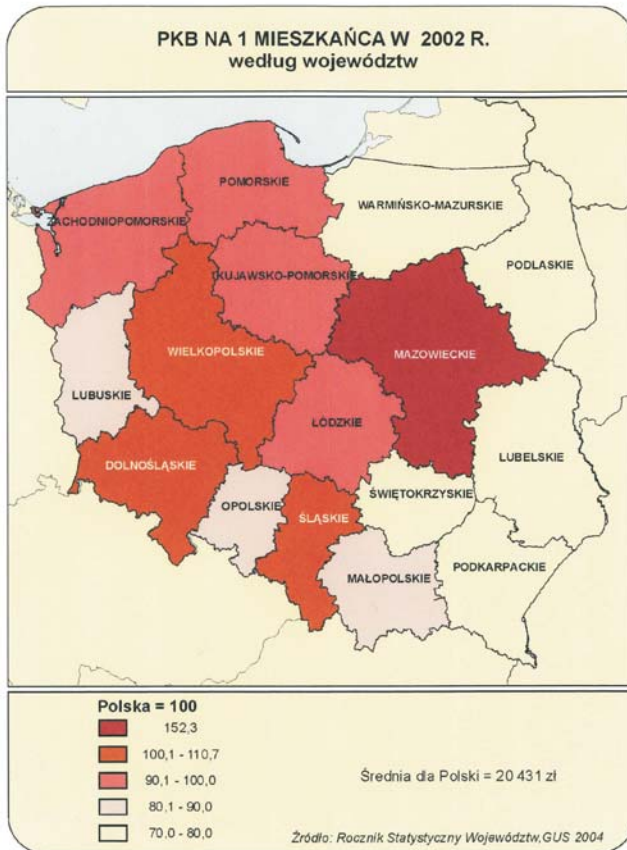 PKB NA 1 MIESZKAŃCA W 2002 R.
według województw
POMORSKIE
WARMIŃSKO-MAZURSKIE
ZACHODNIOPOMORSKIE
PODLASKIE
KUJAWSKO-POMORSKIE
WIELKOPOLSKIE
MAZOWIECKIE
LUBUSKIE
ŁÓDZKIE
LUBELSKIE
DOLNOŚLĄSKIE
ŚWIĘTOKRZYSKIE
OPOLSKIE
ŚLĄSKIE
MAŁOPOLSKIE
PODKARPACKIE
Polska = 100
152,3
100,1 - 110,7
90,1 - 100,0
80,1 - 90,0
70,0 - 80,0
Średnia dla Polski = 20 431 zł
Źródło: Rocznik Statystyczny Województw,GUS 2004